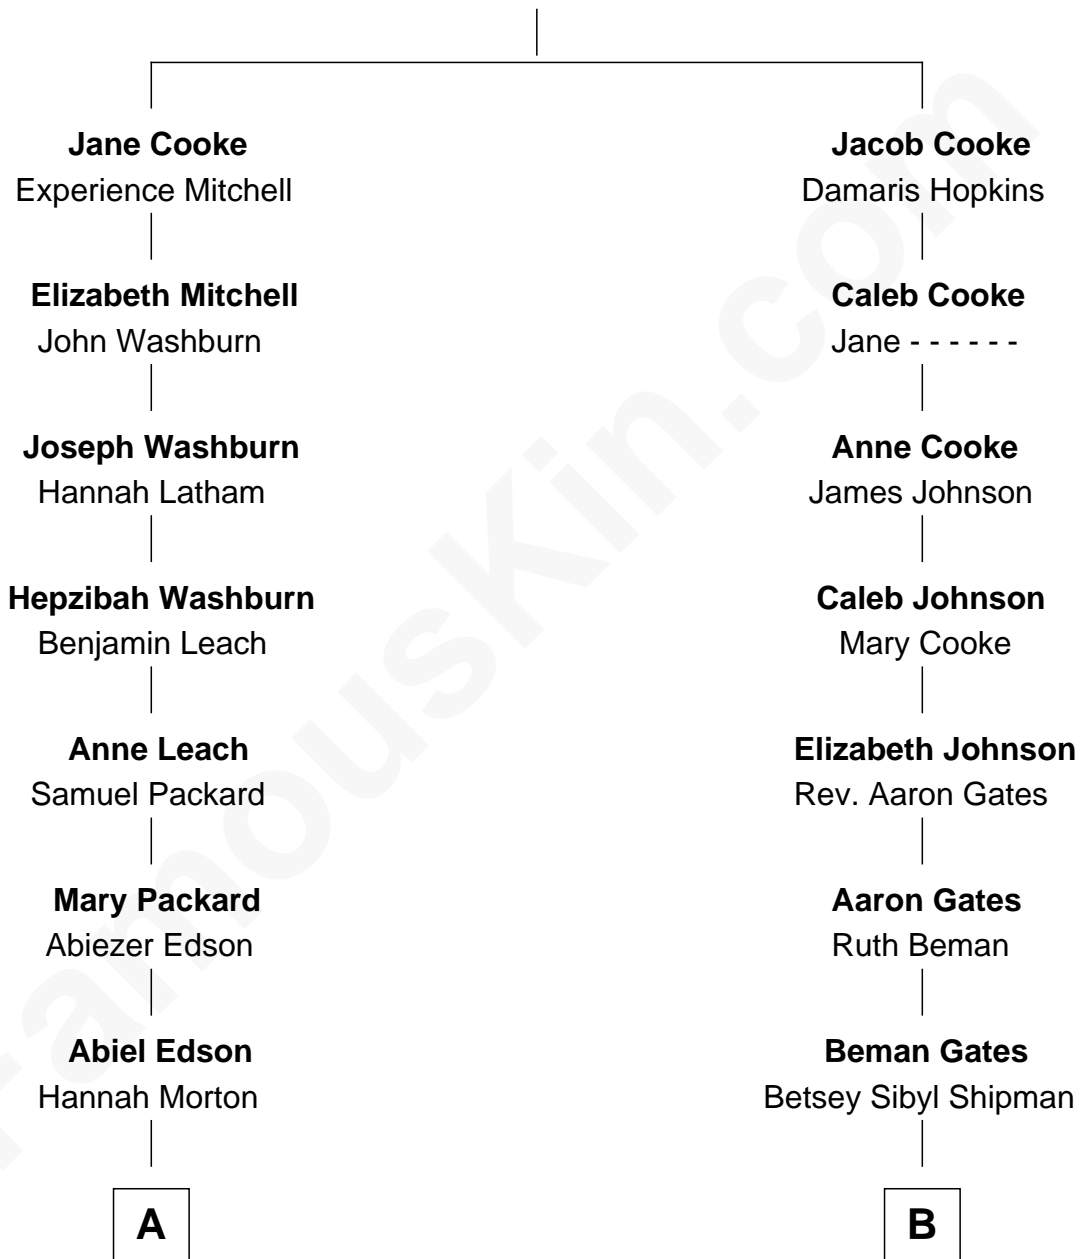 Jane Cooke
Experience Mitchell
Jacob Cooke
Damaris Hopkins
Elizabeth Mitchell
John Washburn
Caleb Cooke
Jane - - - - - -
Joseph Washburn
Hannah Latham
Anne Cooke
James Johnson
Hepzibah Washburn
Benjamin Leach
Caleb Johnson
Mary Cooke
Anne Leach
Samuel Packard
Elizabeth Johnson
Rev. Aaron Gates
Mary Packard
Abiezer Edson
Aaron Gates
Ruth Beman
Abiel Edson
Hannah Morton
Beman Gates
Betsey Sibyl Shipman
A
B
FamousKin.com